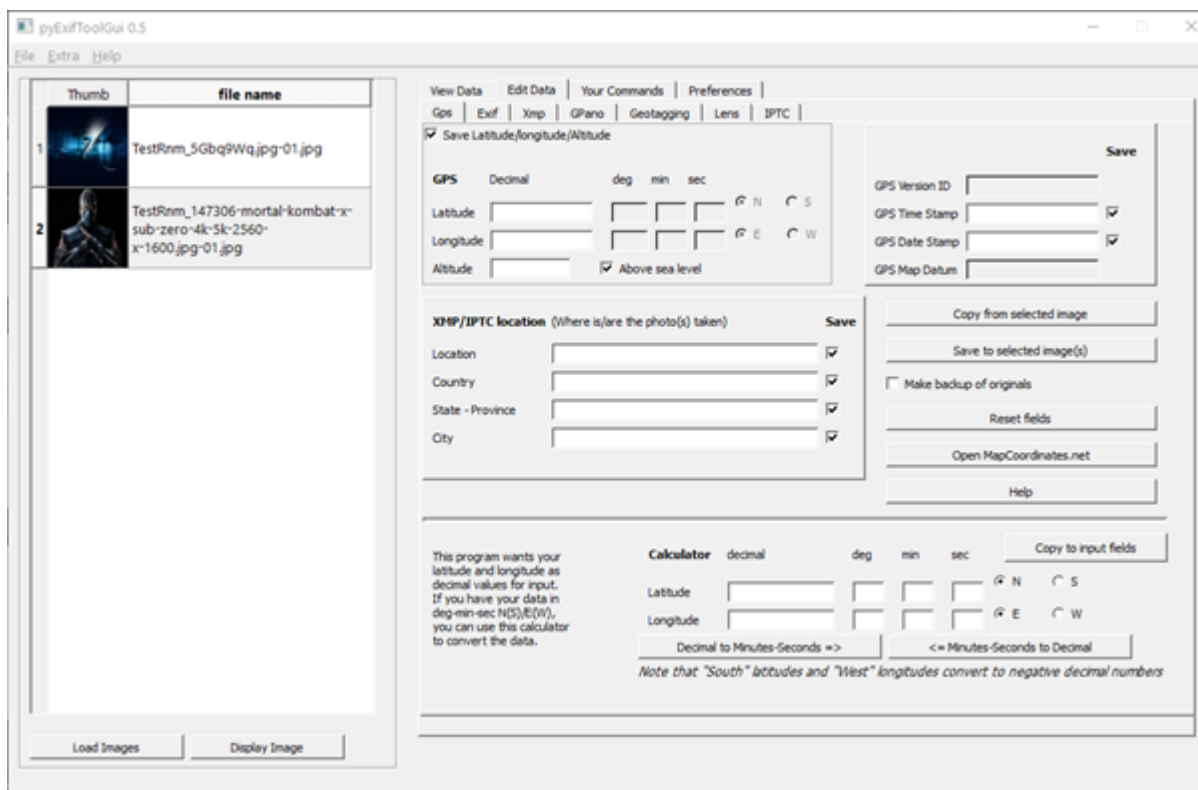 pyExifToolGui 0.5
File Extra Help
Thumb file name
1 TestRnm_5Gbq9Wq.jpg-01.jpg
2 TestRnm_147306-mortal-kombat-x-
sub-zero-4k-5k-2560-
x-1600.jpg-01.jpg
Load Images Display Image
View Data Edit Data Your Commands Preferences
Gps Exif Xmp GPano Geotagging Lens IPTC
Save Latitude/longitude/Altitude
GPS Decimal deg min sec
Latitude N S
Longitude E W
Altitude Above sea level
Save
GPS Version ID
GPS Time Stamp
GPS Date Stamp
GPS Map Datum
XMP/IPTC location (Where is/are the photo(s) taken) Save
Location
Country
State - Province
City
Copy from selected image
Save to selected image(s)
Make backup of originals
Reset fields
Open MapCoordinates.net
Help
This program wants your
latitude and longitude as
decimal values for input.
If you have your data in
deg-min-sec N(S)/E(W),
you can use this calculator
to convert the data.
Calculator decimal deg min sec Copy to input fields
Latitude N S
Longitude E W
Decimal to Minutes-Seconds => <= Minutes-Seconds to Decimal
Note that "South" latitudes and "West" longitudes convert to negative decimal numbers